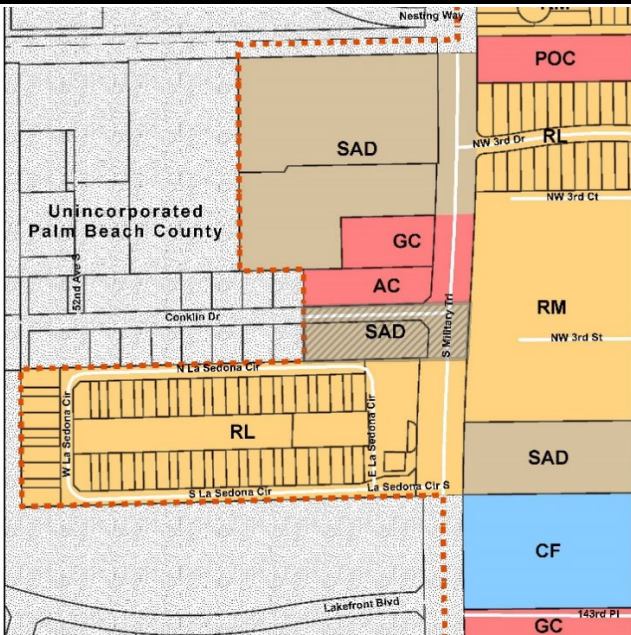 Nesting Way
RM
POC
SAD
NW 3rd Dr
RL
NW 3rd Ct
Unincorporated
Palm Beach County
GC
52nd Ave S
AC
RM
Conklin Dr
SAD
S Military Trl
NW 3rd St
N La Sedona Cir
W La Sedona Cir
RL
E La Sedona Cir
SAD
S La Sedona Cir
La Sedona Cir S
CF
Lakefront Blvd
143rd Pl
GC